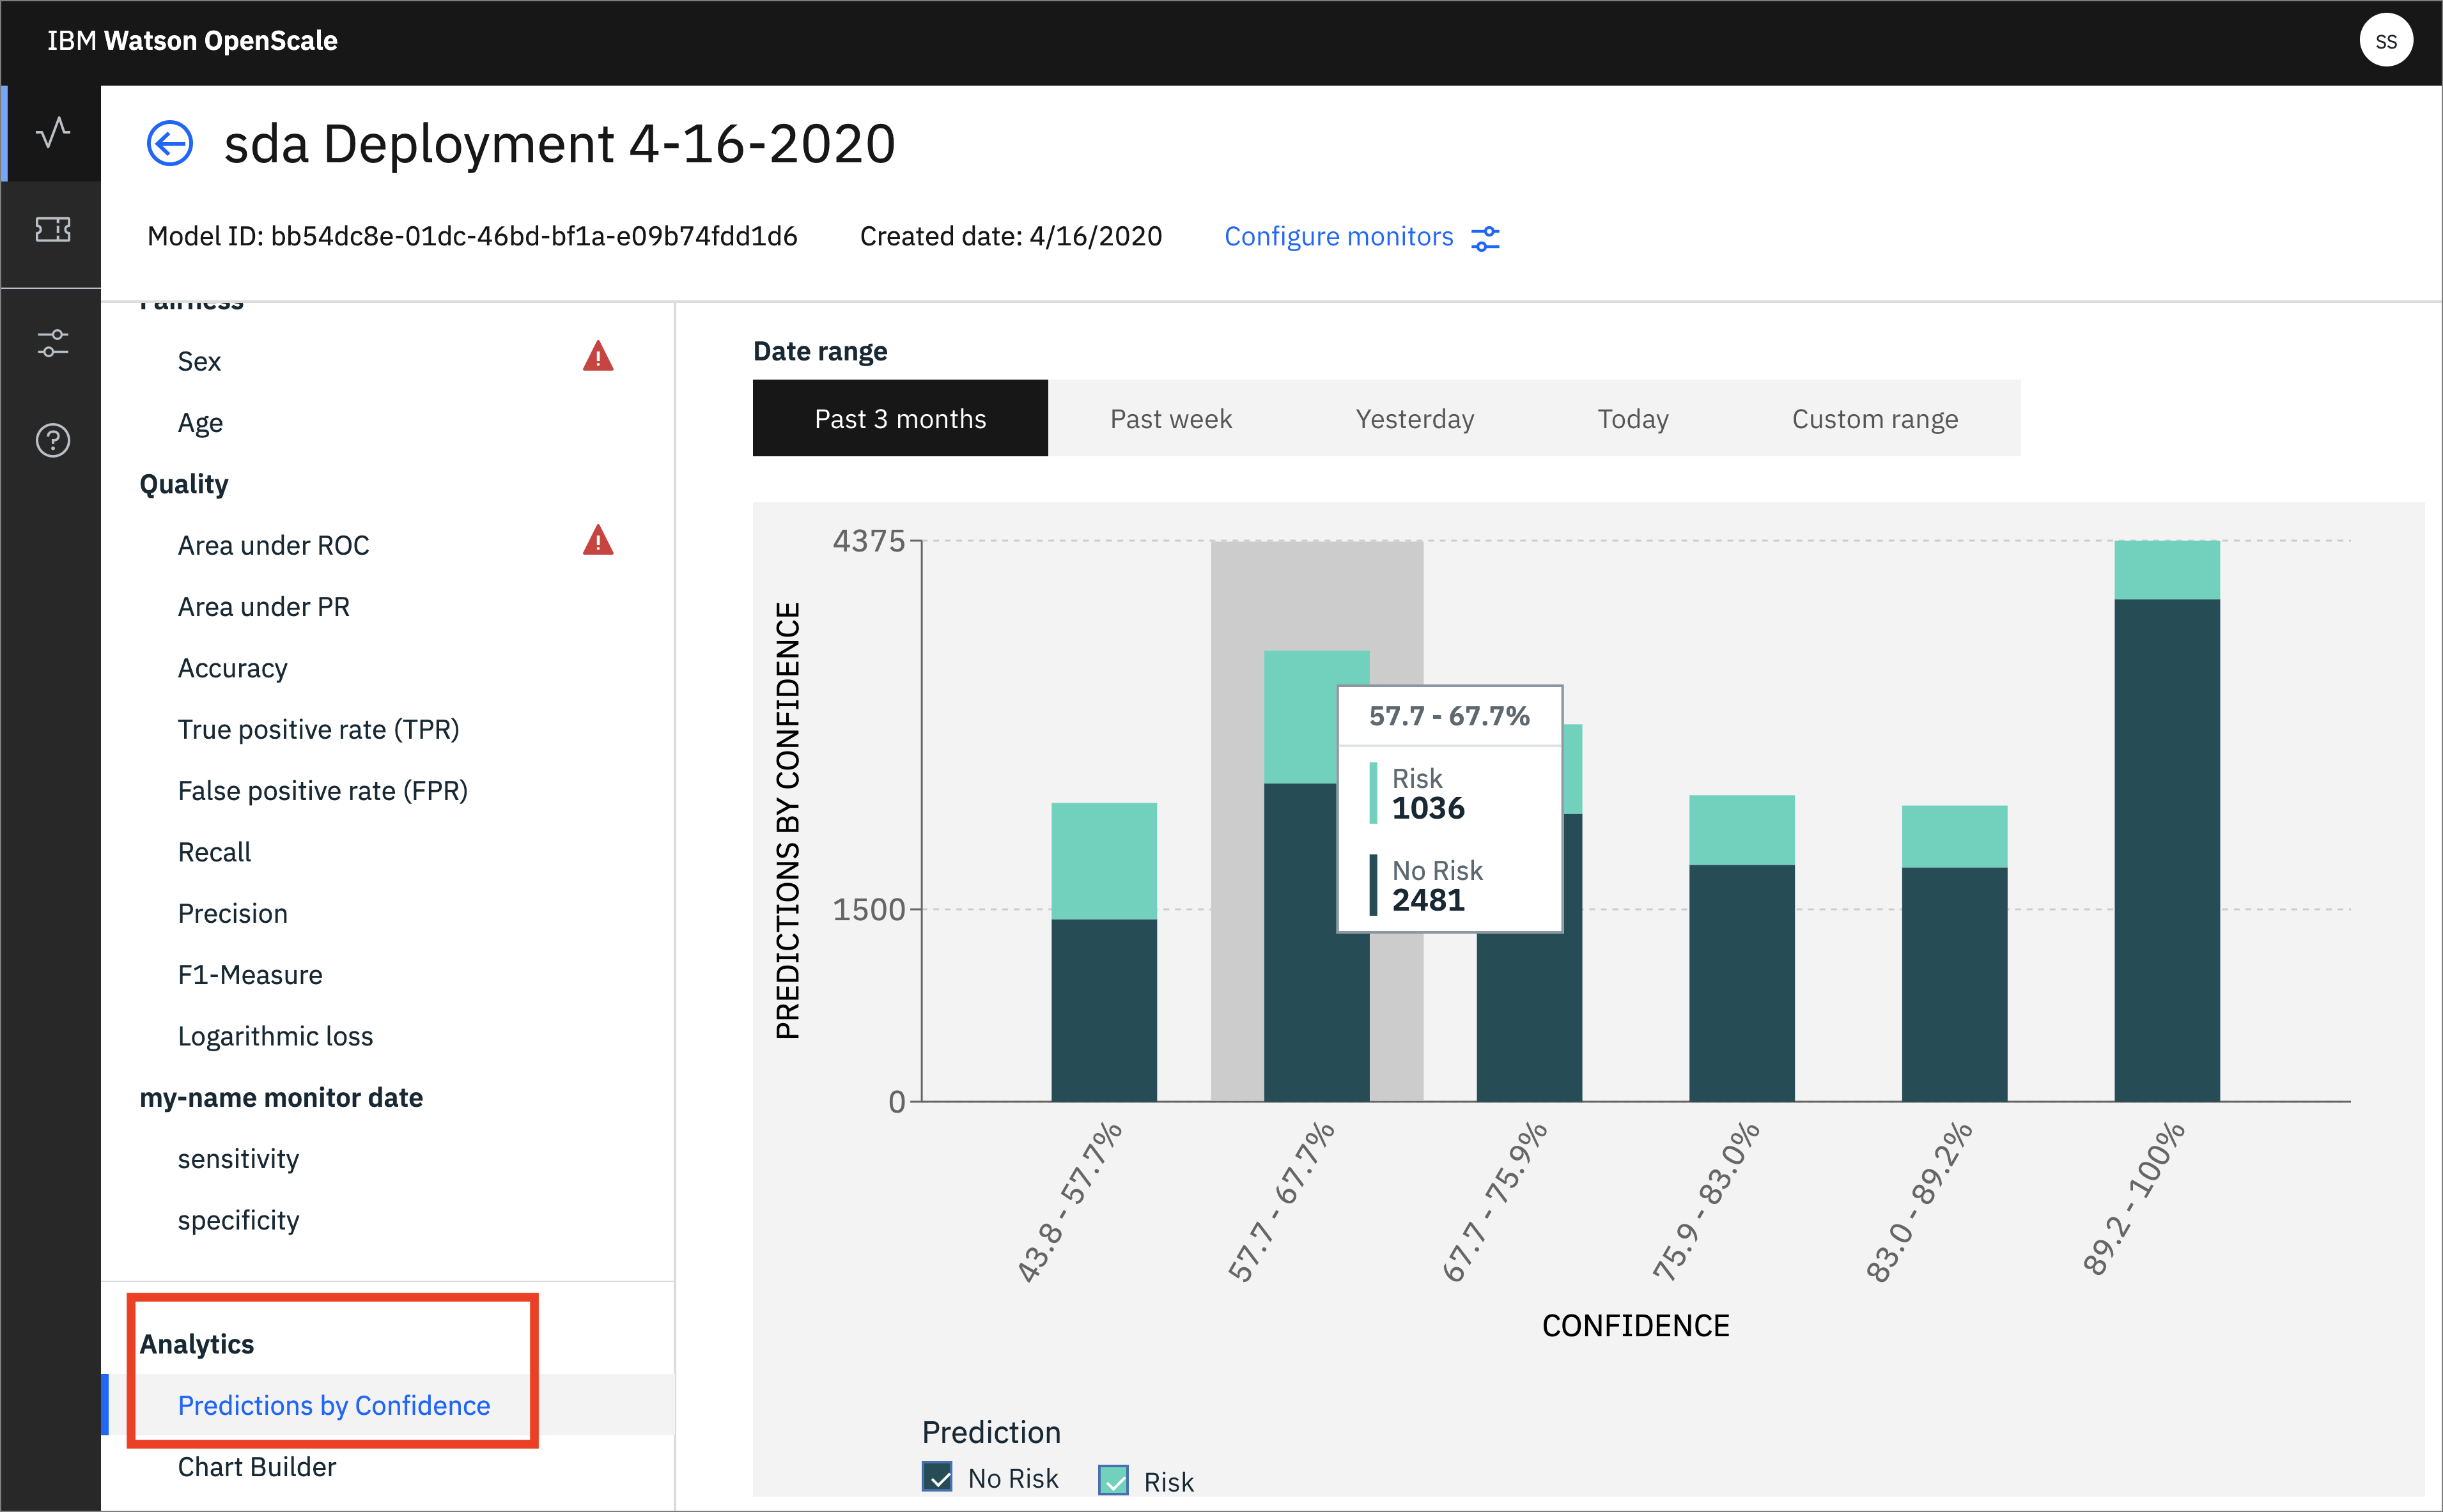 IBM Watson OpenScale
SS
sda Deployment 4-16-2020
Model ID: bb54dc8e-01dc-46bd-bf1a-e09b74fdd1d6
Created date: 4/16/2020
Configure monitors
Fairness
Sex
Age
Quality
Area under ROC
Area under PR
Accuracy
True positive rate (TPR)
False positive rate (FPR)
Recall
Precision
F1-Measure
Logarithmic loss
my-name monitor date
sensitivity
specificity
Analytics
Predictions by Confidence
Chart Builder
Date range
Past 3 months
Past week
Yesterday
Today
Custom range
PREDICTIONS BY CONFIDENCE
4375
1500
0
57.7 - 67.7%
Risk
1036
No Risk
2481
43.8 - 57.7%
57.7 - 67.7%
67.7 - 75.9%
75.9 - 83.0%
83.0 - 89.2%
89.2 - 100%
CONFIDENCE
Prediction
No Risk
Risk